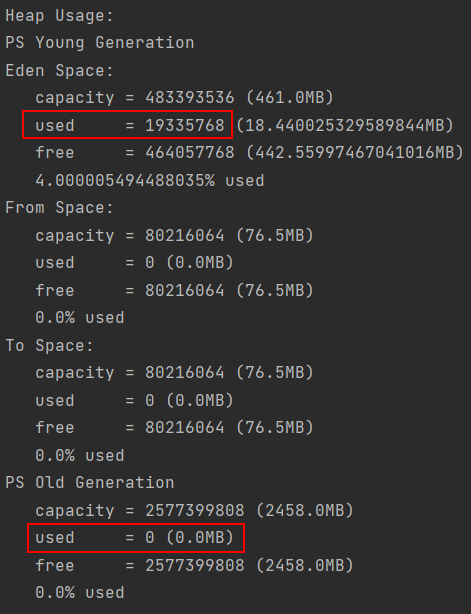 Heap Usage:
PS Young Generation
Eden Space:
   capacity = 483393536 (461.0MB)
   used     = 19335768 (18.440025329589844MB)
   free     = 464057768 (442.55997467041016MB)
   4.000005494488035% used
From Space:
   capacity = 80216064 (76.5MB)
   used     = 0 (0.0MB)
   free     = 80216064 (76.5MB)
   0.0% used
To Space:
   capacity = 80216064 (76.5MB)
   used     = 0 (0.0MB)
   free     = 80216064 (76.5MB)
   0.0% used
PS Old Generation
   capacity = 2577399808 (2458.0MB)
   used     = 0 (0.0MB)
   free     = 2577399808 (2458.0MB)
   0.0% used